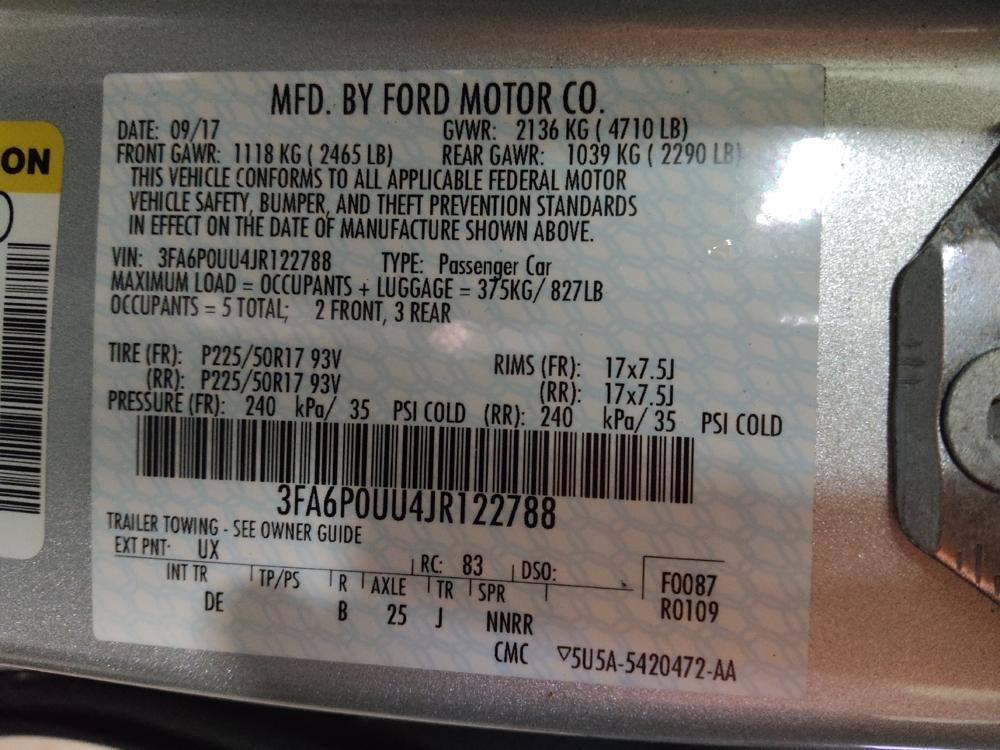 MFD. BY FORD MOTOR CO.
DATE: 09/17 GVWR: 2136 KG ( 4710 LB)
FRONT GAWR: 1118 KG ( 2465 LB) REAR GAWR: 1039 KG ( 2290 LB)
THIS VEHICLE CONFORMS TO ALL APPLICABLE FEDERAL MOTOR
VEHICLE SAFETY, BUMPER, AND THEFT PREVENTION STANDARDS
IN EFFECT ON THE DATE OF MANUFACTURE SHOWN ABOVE.
VIN: 3FA6P0UU4JR122788 TYPE: Passenger Car
MAXIMUM LOAD = OCCUPANTS + LUGGAGE = 375KG/ 827LB
OCCUPANTS = 5 TOTAL; 2 FRONT, 3 REAR
TIRE (FR): P225/50R17 93V RIMS (FR): 17x7.5J
(RR): P225/50R17 93V (RR): 17x7.5J
PRESSURE (FR): 240 kPa/ 35 PSI COLD (RR): 240 kPa/ 35 PSI COLD
3FA6P0UU4JR122788
TRAILER TOWING - SEE OWNER GUIDE
EXT PNT: UX RC: 83 DSO:
INT TR TP/PS R AXLE TR SPR F0087
DE B 25 J NNRR R0109
CMC ▽5U5A-5420472-AA
ON